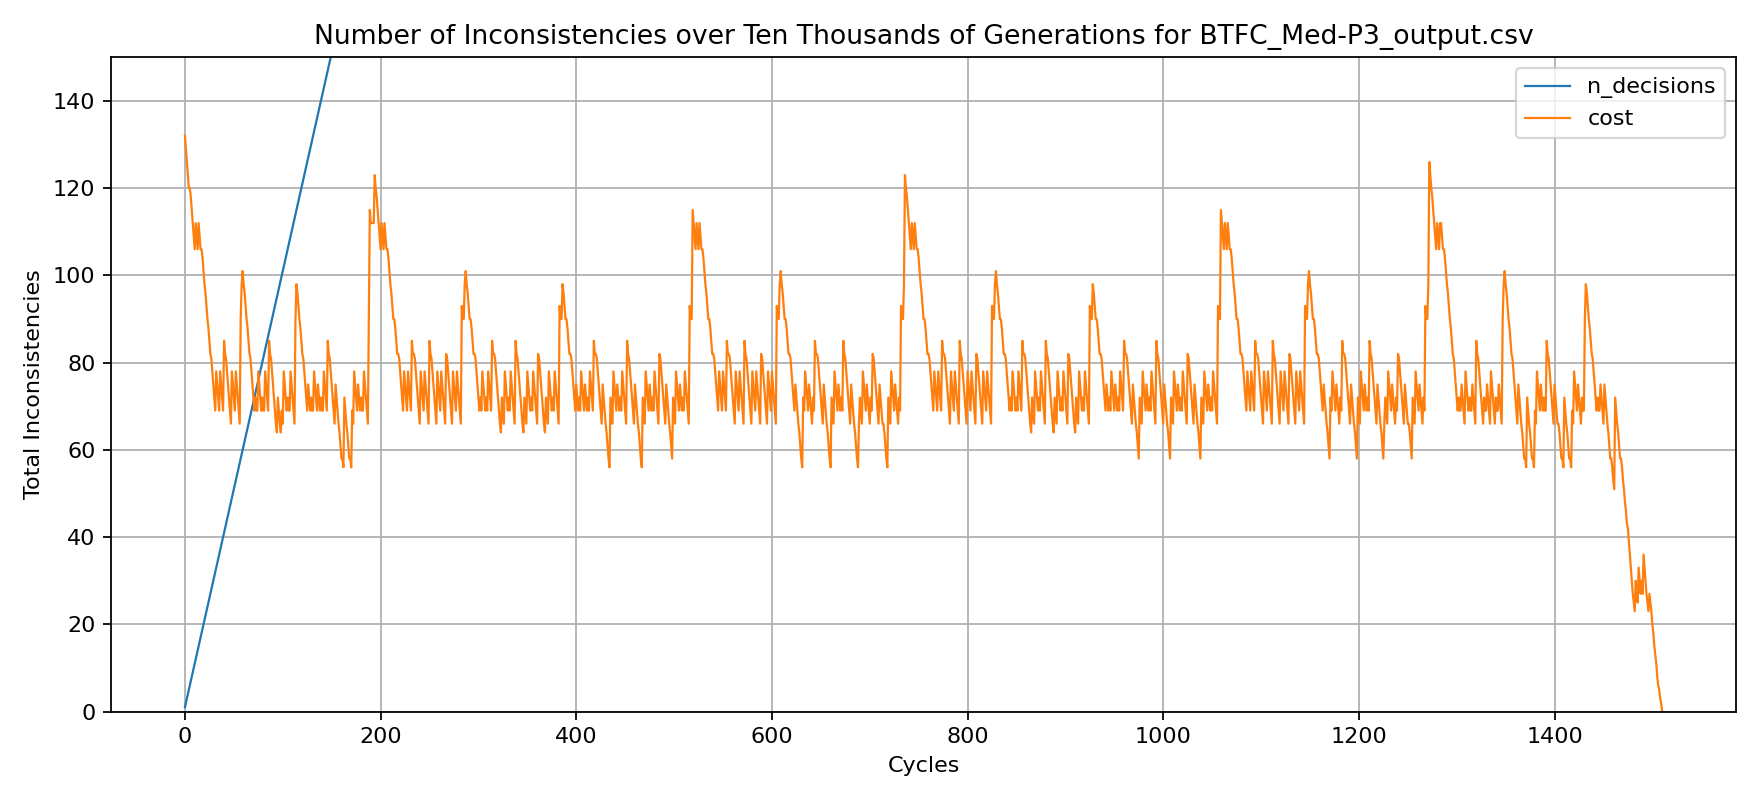 Number of Inconsistencies over Ten Thousands of Generations for BTFC_Med-P3_output.csv
n_decisions
cost
Total Inconsistencies
140
120
100
80
60
40
20
0
0 200 400 600 800 1000 1200 1400
Cycles